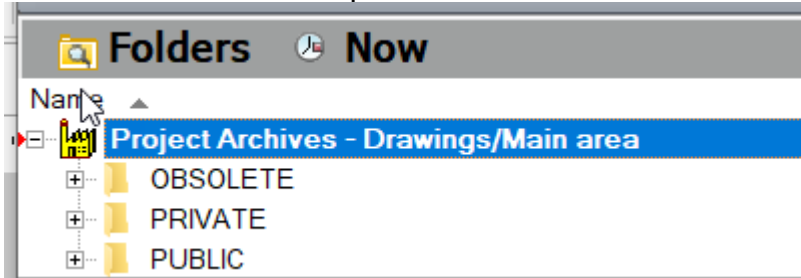 Folders Now
Name
Project Archives - Drawings/Main area
OBSOLETE
PRIVATE
PUBLIC